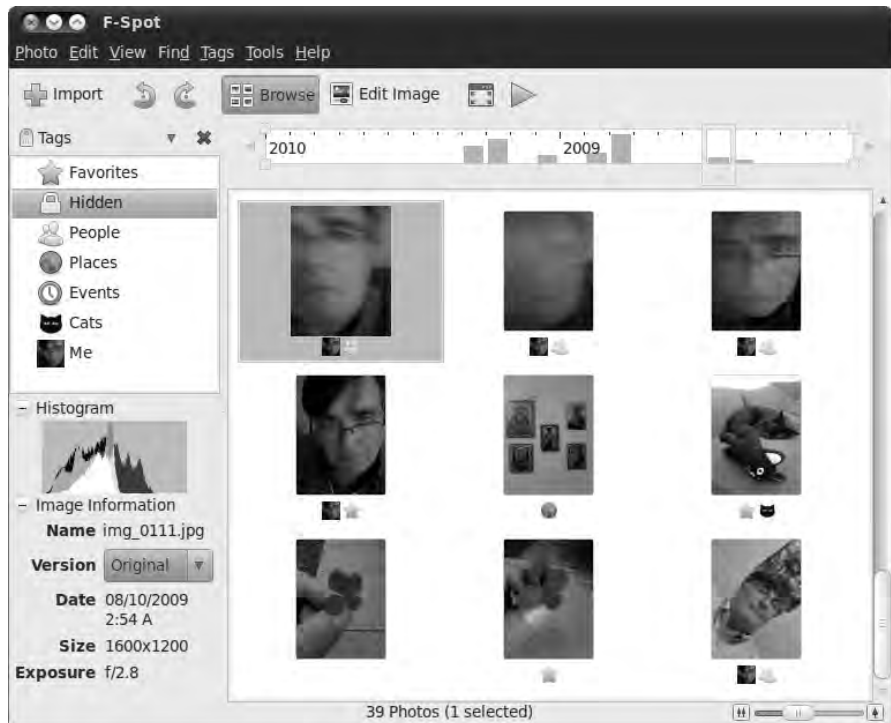 F-Spot
Photo Edit View Find Tags Tools Help
Import Browse Edit Image
Tags
2010 2009
Favorites
Hidden
People
Places
Events
Cats
Me
Histogram
Image Information
Name img_0111.jpg
Version Original
Date 08/10/2009
2:54 A
Size 1600x1200
Exposure f/2.8
39 Photos (1 selected)